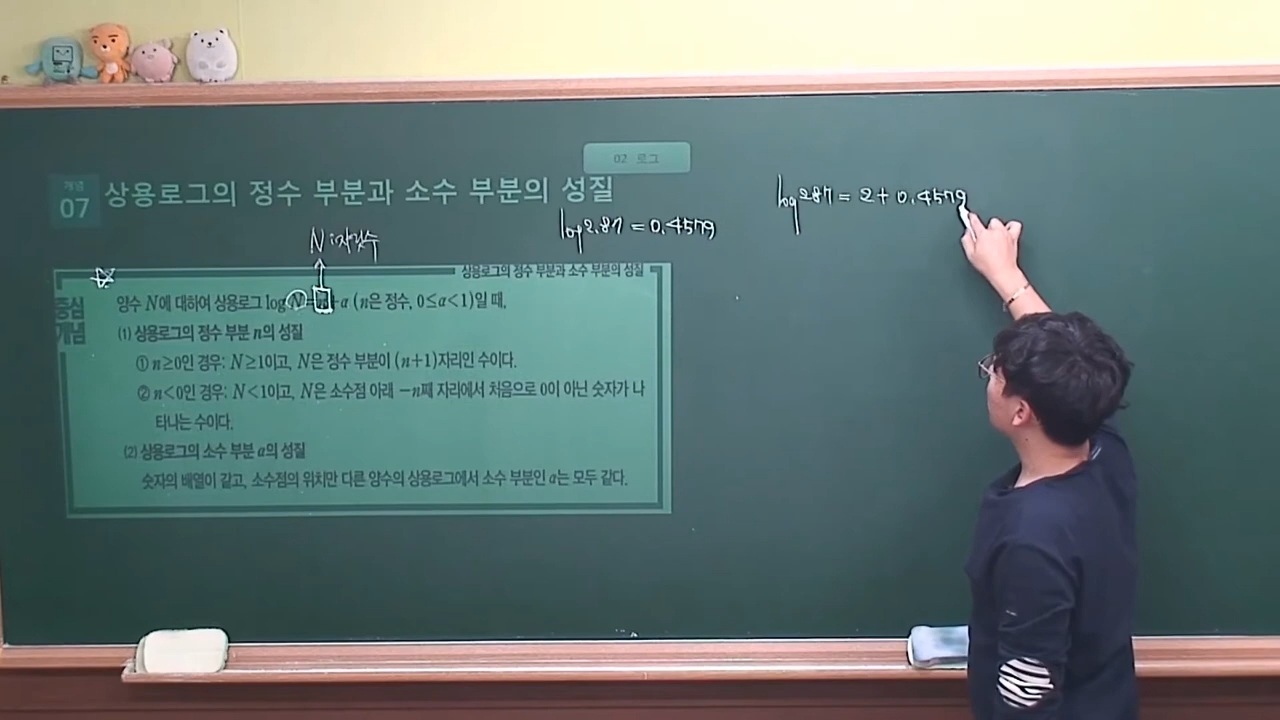 02 로그
개념
07
상용로그의 정수 부분과 소수 부분의 성질
log 2.87 = 0.4579
log 287 = 2 + 0.4579
N : 자릿수
상용로그의 정수 부분과 소수 부분의 성질
중심
개념
양수 N에 대하여 상용로그 log N=n+α (n은 정수, 0≤α<1)일 때,
(1) 상용로그의 정수 부분 n의 성질
① n≥0인 경우: N≥1이고, N은 정수 부분이 (n+1)자리인 수이다.
② n<0인 경우: N<1이고, N은 소수점 아래 -n째 자리에서 처음으로 0이 아닌 숫자가 나
타나는 수이다.
(2) 상용로그의 소수 부분 α의 성질
숫자의 배열이 같고, 소수점의 위치만 다른 양수의 상용로그에서 소수 부분인 α는 모두 같다.